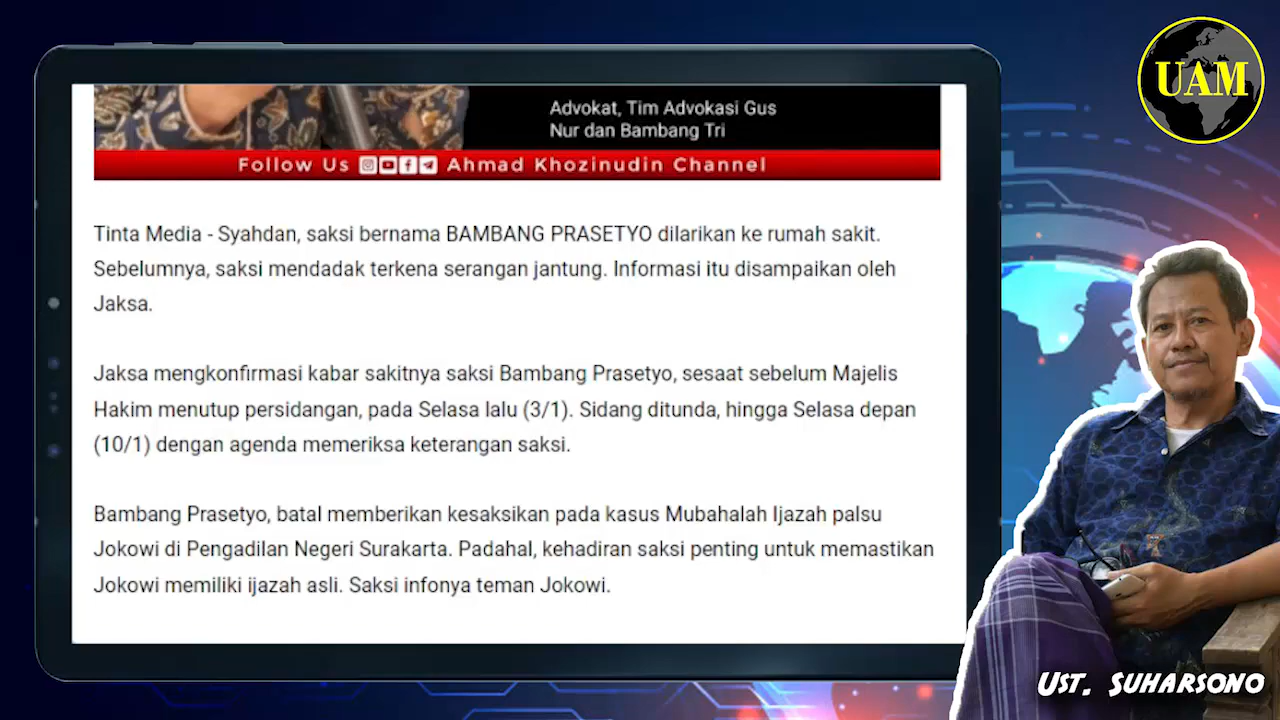 UAM
Advokat, Tim Advokasi Gus
Nur dan Bambang Tri
Follow Us Ahmad Khozinudin Channel
Tinta Media - Syahdan, saksi bernama BAMBANG PRASETYO dilarikan ke rumah sakit.
Sebelumnya, saksi mendadak terkena serangan jantung. Informasi itu disampaikan oleh
Jaksa.
Jaksa mengkonfirmasi kabar sakitnya saksi Bambang Prasetyo, sesaat sebelum Majelis
Hakim menutup persidangan, pada Selasa lalu (3/1). Sidang ditunda, hingga Selasa depan
(10/1) dengan agenda memeriksa keterangan saksi.
Bambang Prasetyo, batal memberikan kesaksikan pada kasus Mubahalah Ijazah palsu
Jokowi di Pengadilan Negeri Surakarta. Padahal, kehadiran saksi penting untuk memastikan
Jokowi memiliki ijazah asli. Saksi infonya teman Jokowi.
Ust. Suharsono